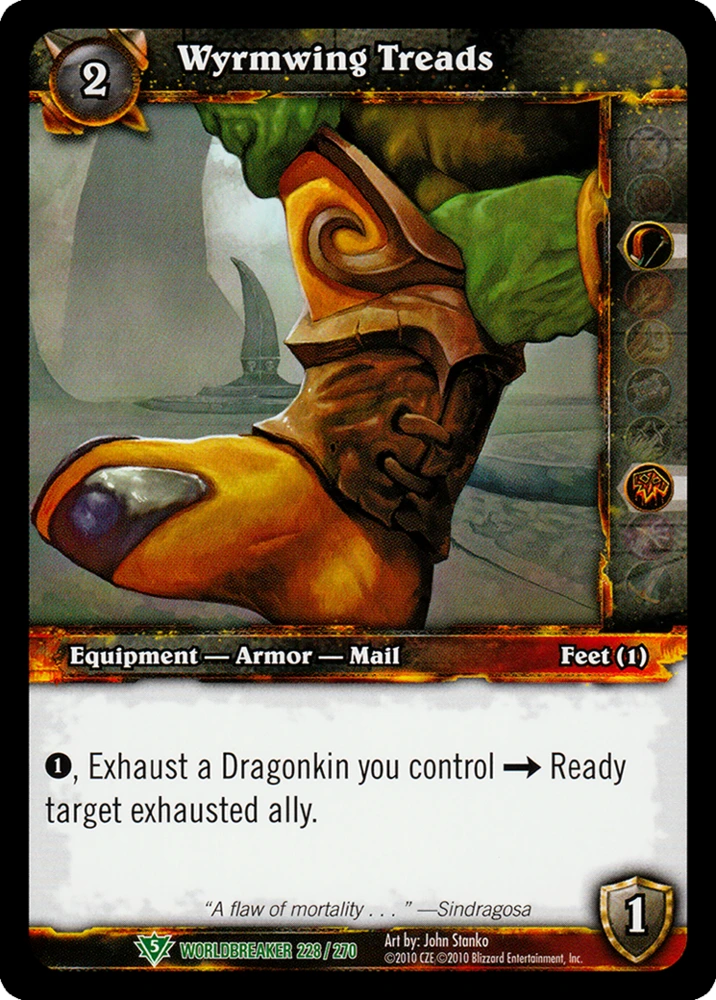 2
Wyrmwing Treads
Equipment — Armor — Mail
Feet (1)
1, Exhaust a Dragonkin you control → Ready
target exhausted ally.
"A flaw of mortality . . . " —Sindragosa
1
5 WORLDBREAKER 228 / 270
Art by: John Stanko
©2010 CZE ©2010 Blizzard Entertainment, Inc.